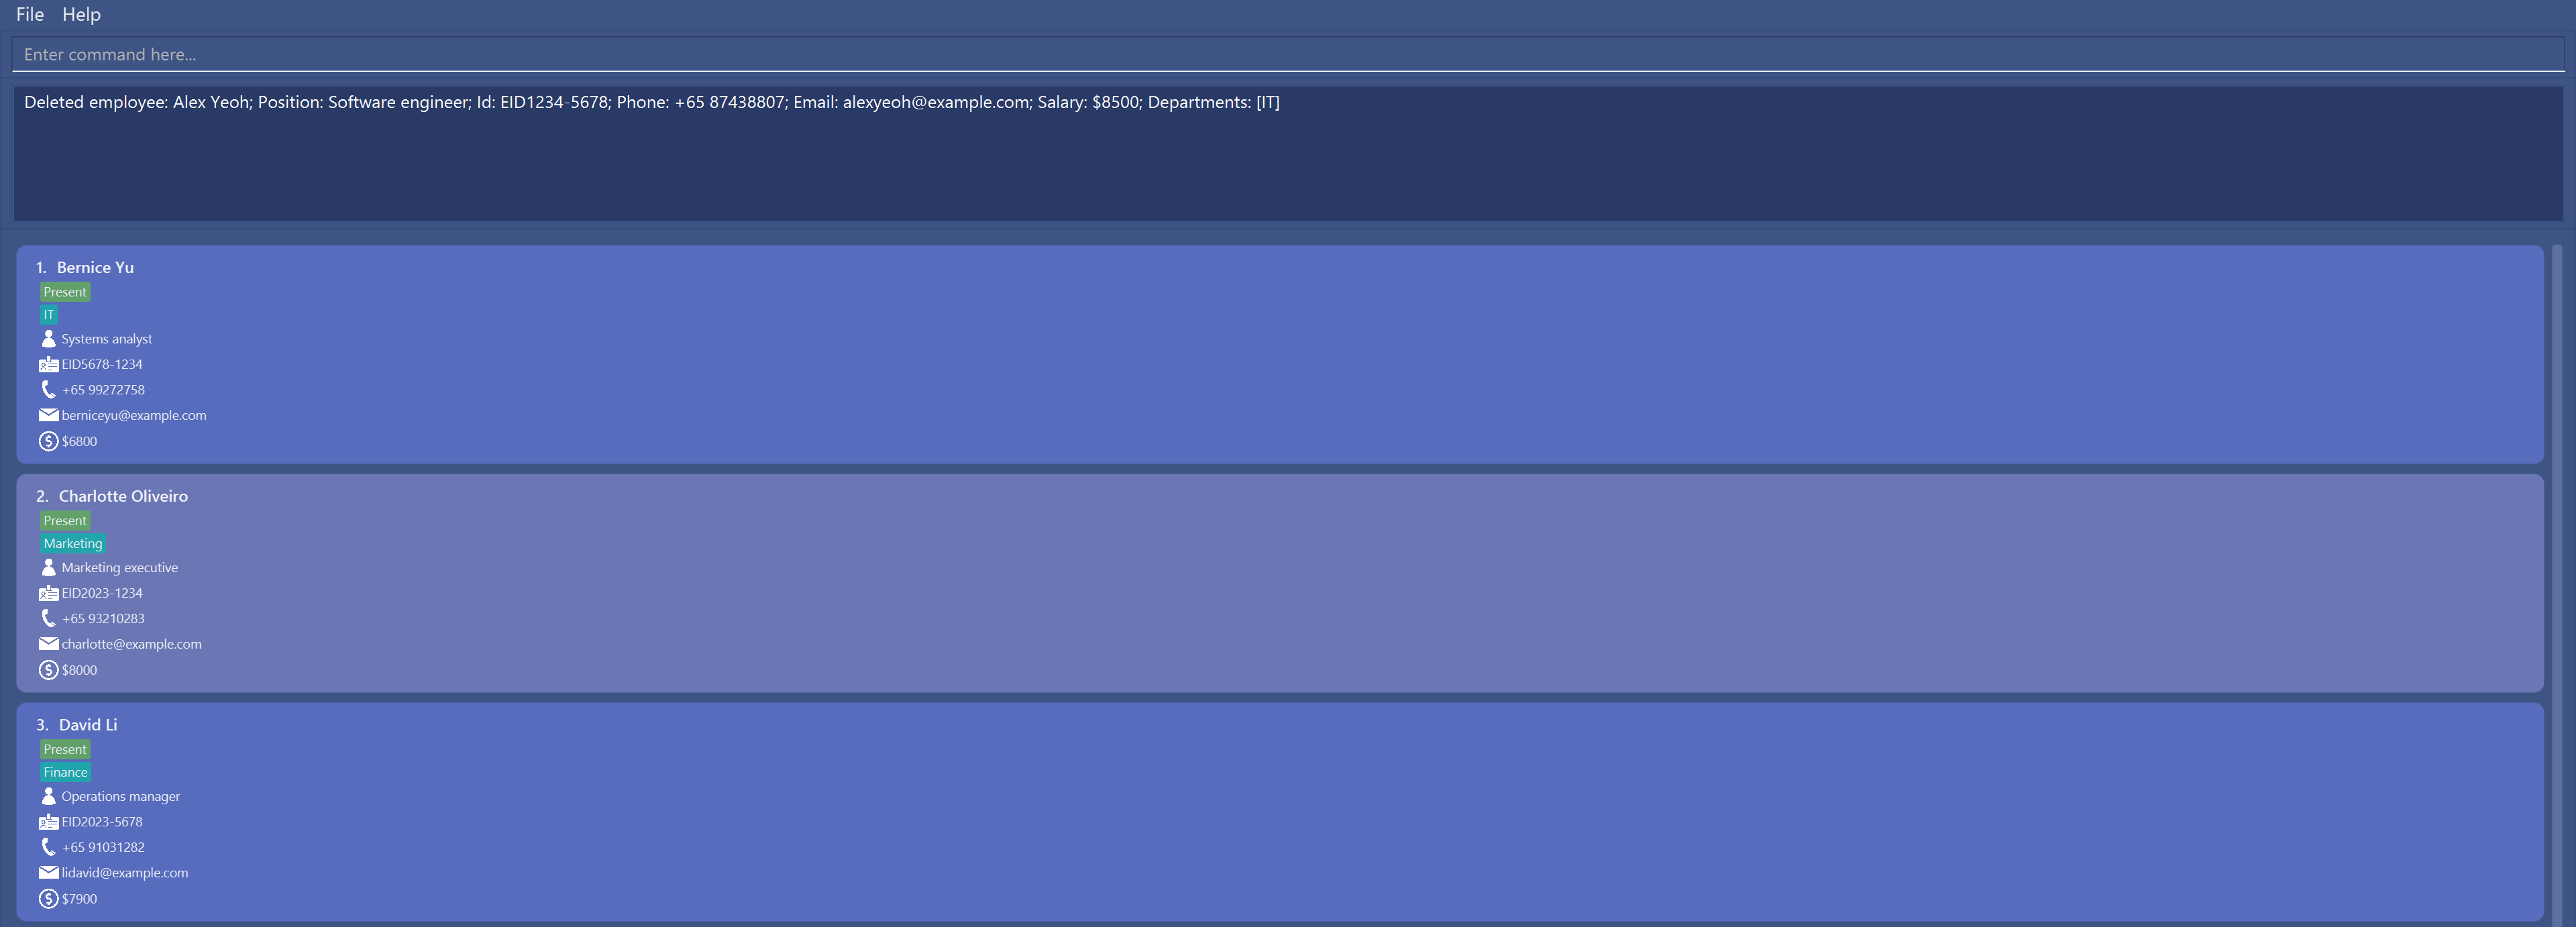 File Help
Enter command here...
Deleted employee: Alex Yeoh; Position: Software engineer; Id: EID1234-5678; Phone: +65 87438807; Email: alexyeoh@example.com; Salary: $8500; Departments: [IT]
1. Bernice Yu
Present
IT
Systems analyst
EID5678-1234
+65 99272758
berniceyu@example.com
$6800
2. Charlotte Oliveiro
Present
Marketing
Marketing executive
EID2023-1234
+65 93210283
charlotte@example.com
$8000
3. David Li
Present
Finance
Operations manager
EID2023-5678
+65 91031282
lidavid@example.com
$7900